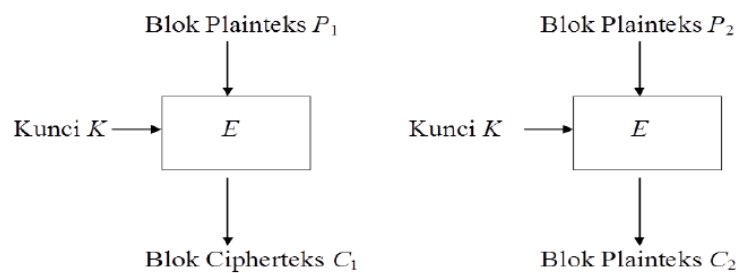 Blok Plainteks P₁ Blok Plainteks P₂
Kunci K E Kunci K E
Blok Cipherteks C₁ Blok Plainteks C₂